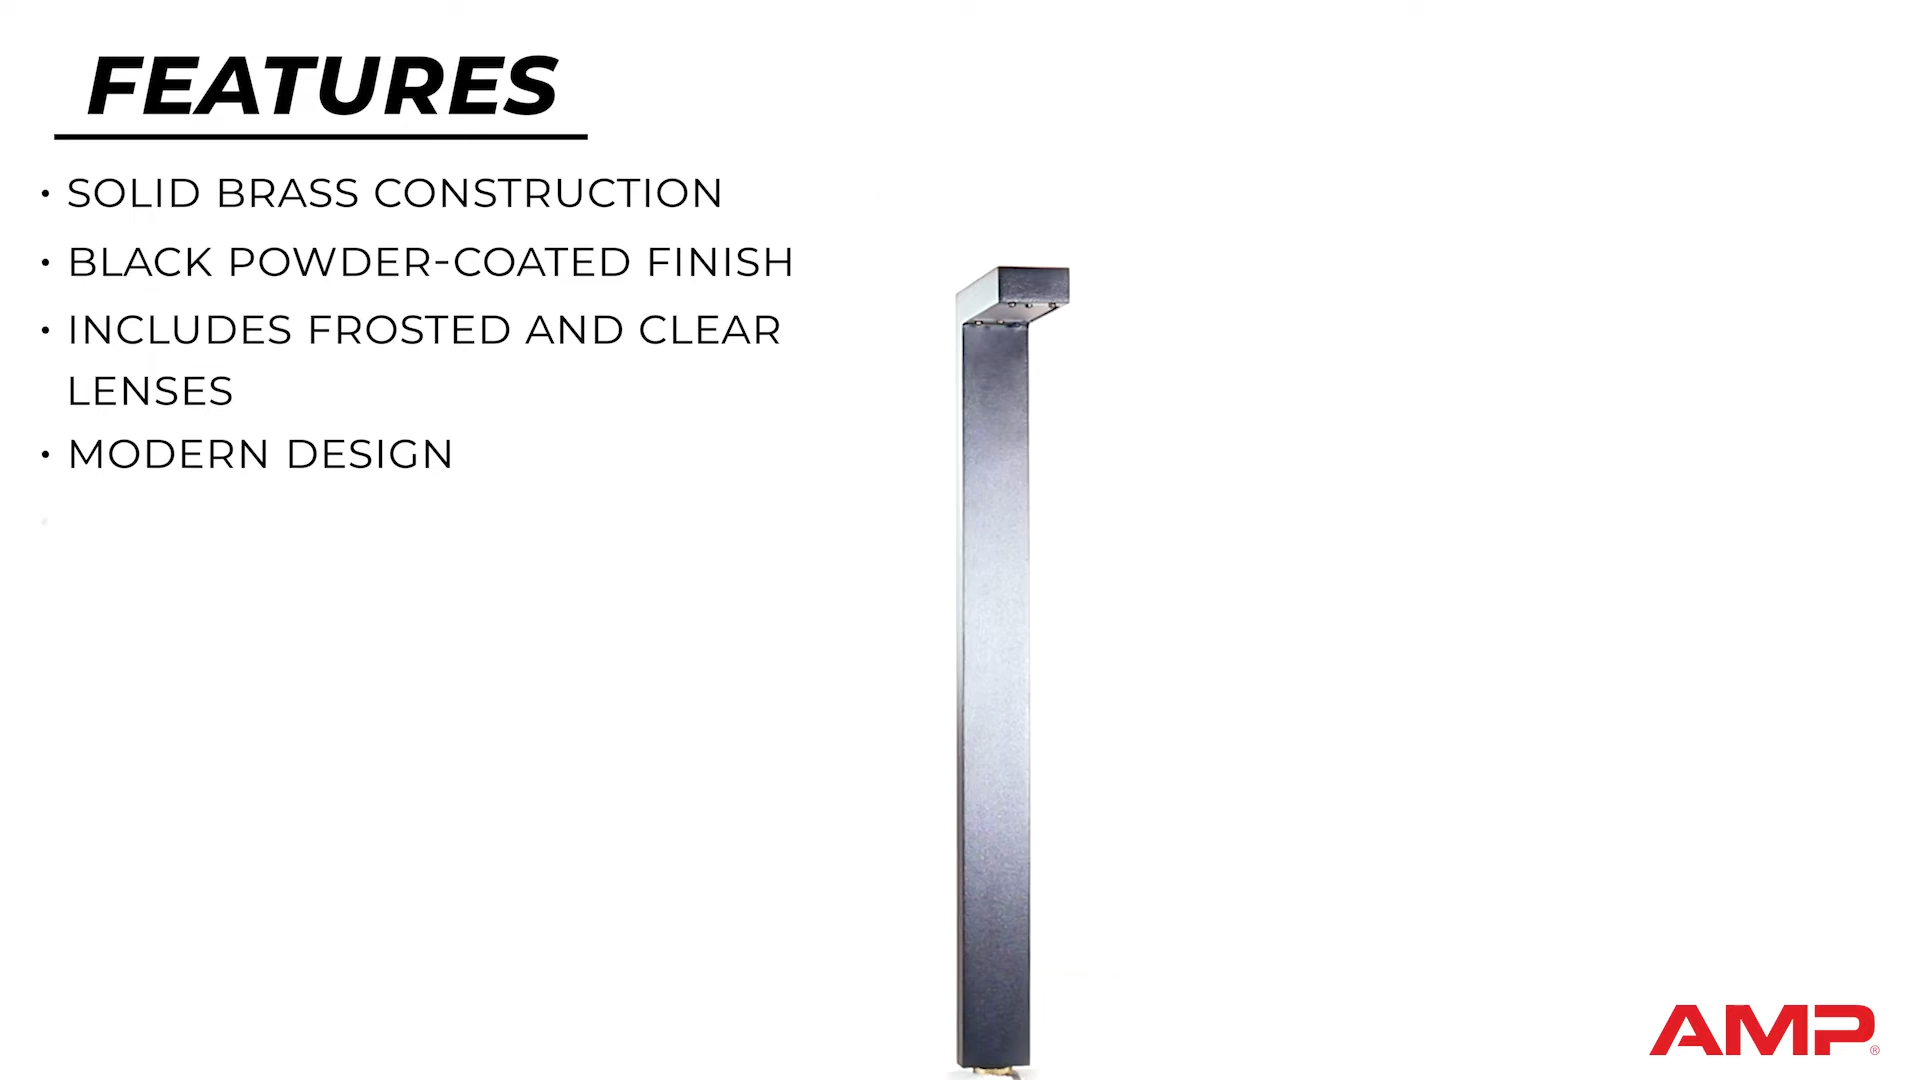 FEATURES
• SOLID BRASS CONSTRUCTION
• BLACK POWDER-COATED FINISH
• INCLUDES FROSTED AND CLEAR
LENSES
• MODERN DESIGN
AMP®